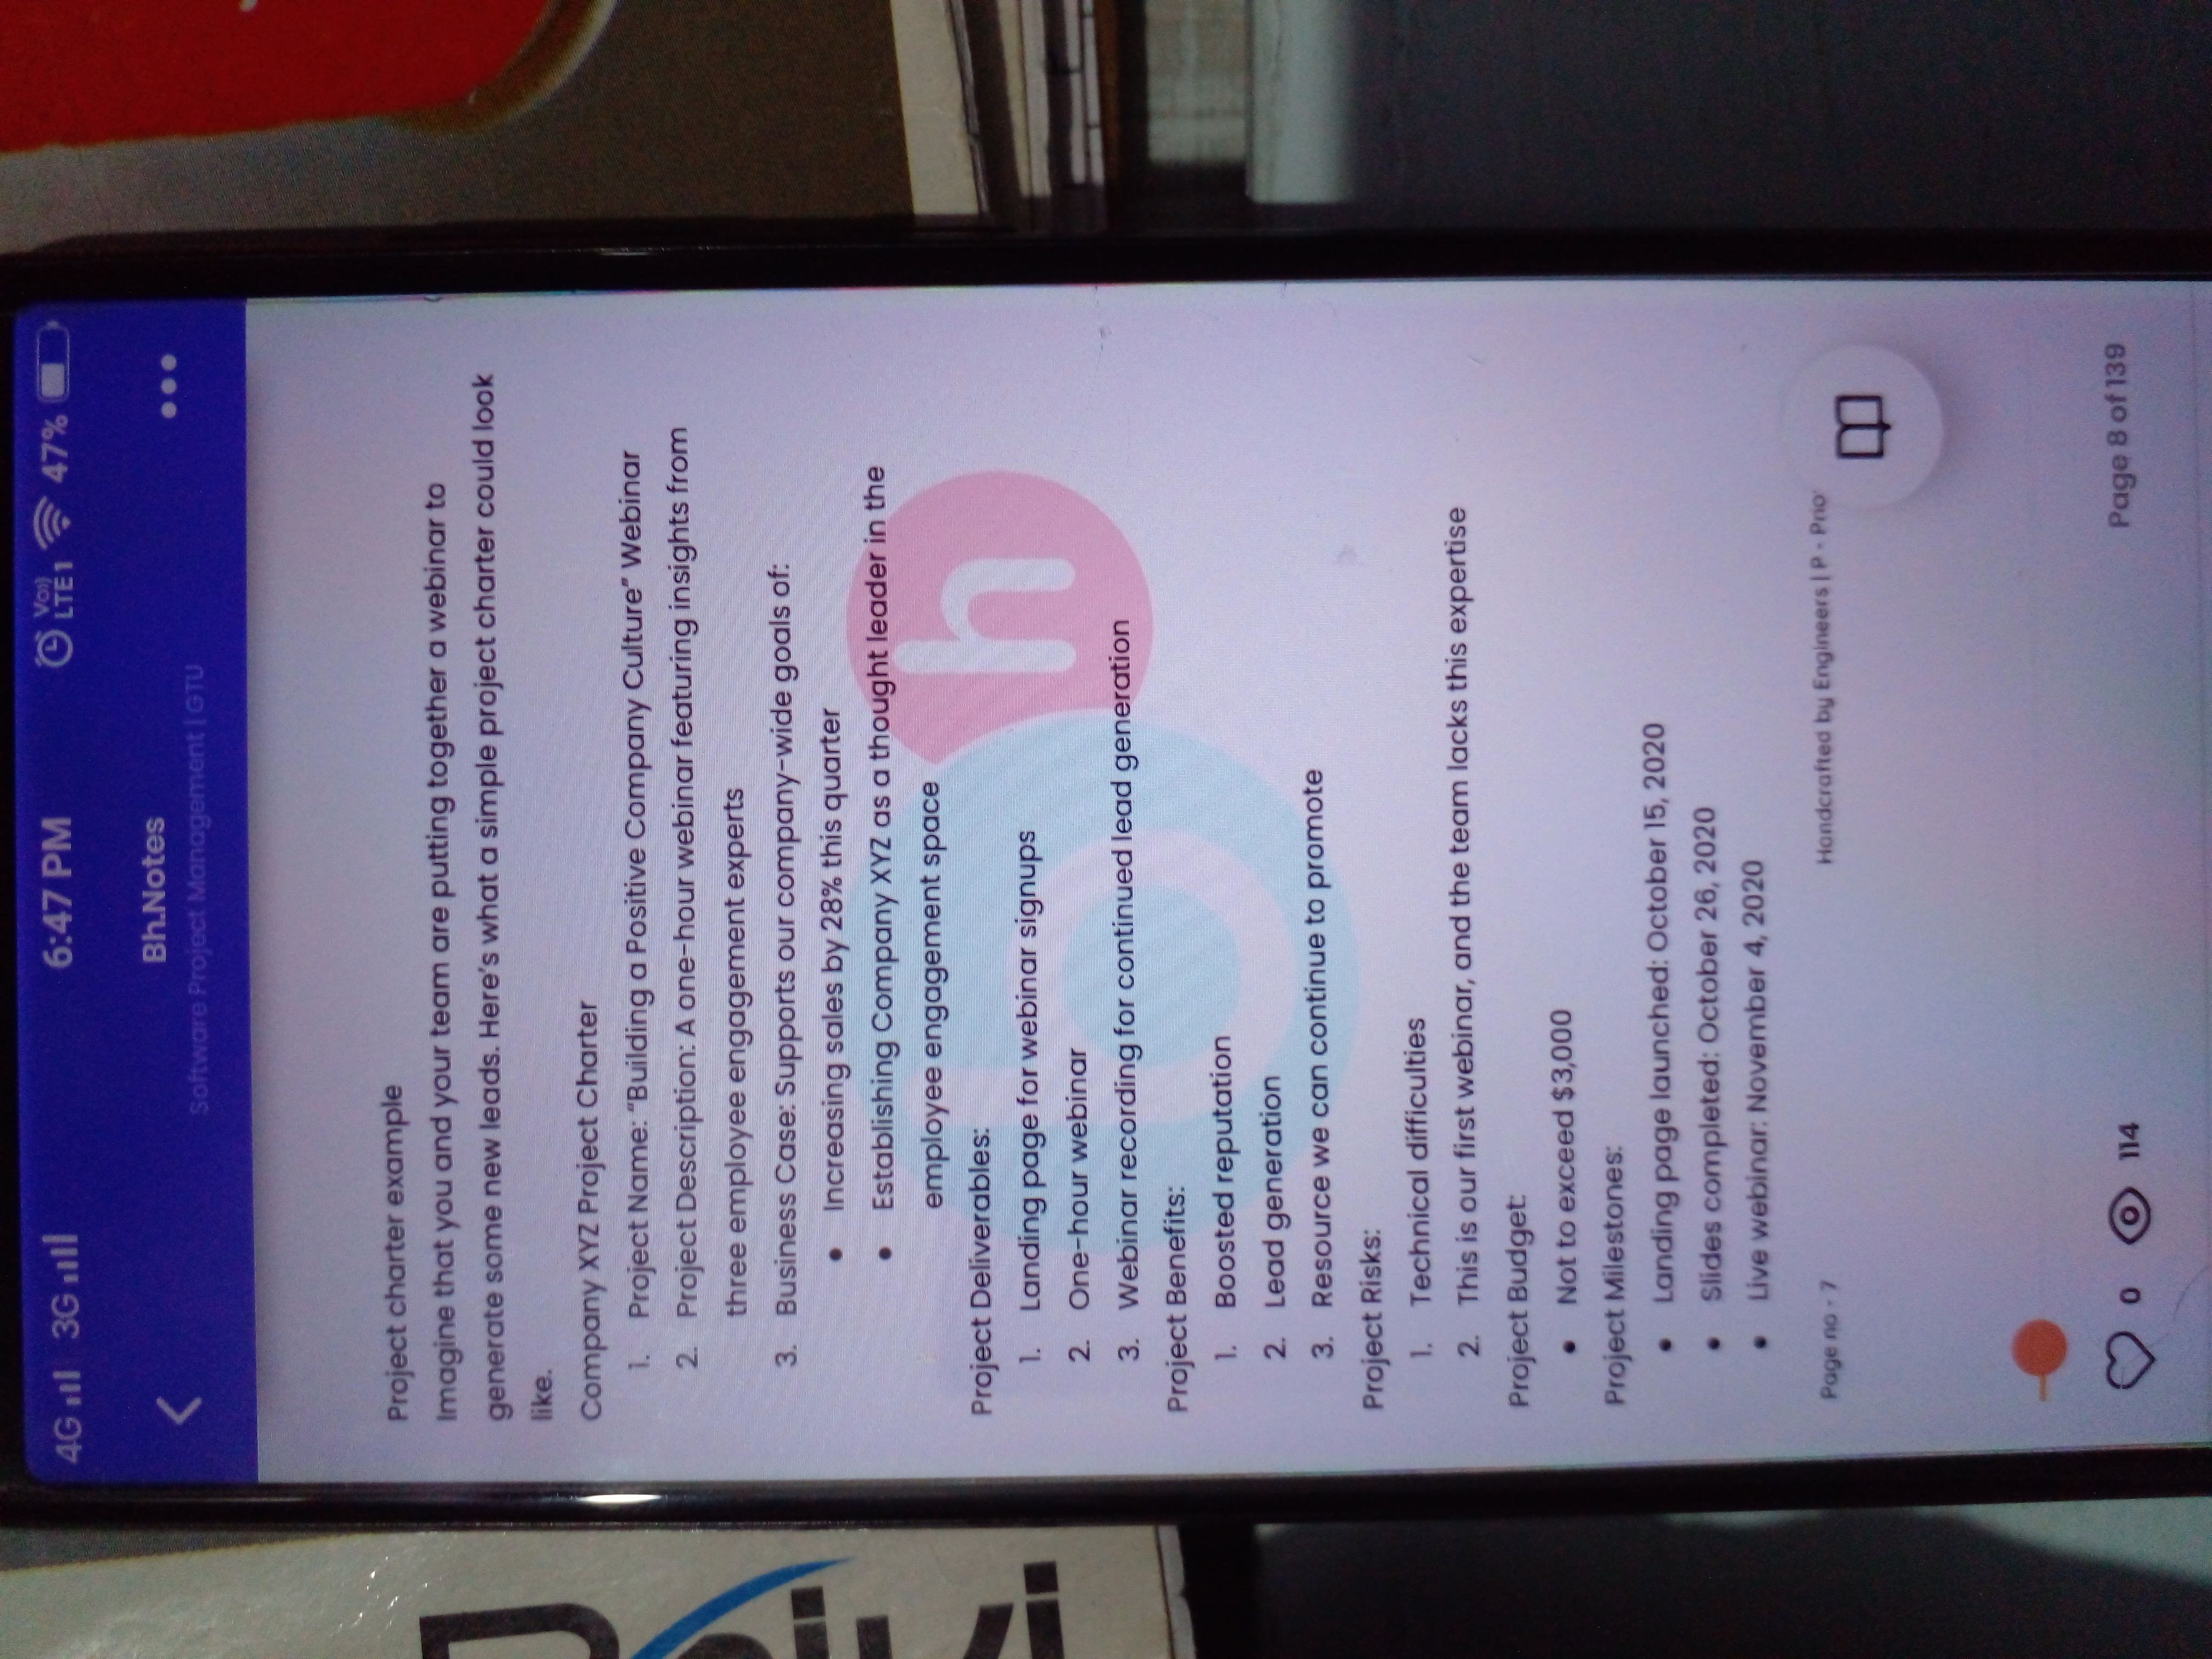 4G 3G 6:47 PM Vo)) LTE 1 47%
Bh.Notes
Software Project Management | GTU
Project charter example
Imagine that you and your team are putting together a webinar to
generate some new leads. Here's what a simple project charter could look
like.
Company XYZ Project Charter
1. Project Name: “Building a Positive Company Culture” Webinar
2. Project Description: A one-hour webinar featuring insights from
three employee engagement experts
3. Business Case: Supports our company-wide goals of:
• Increasing sales by 28% this quarter
• Establishing Company XYZ as a thought leader in the
employee engagement space
bh
Project Deliverables:
1. Landing page for webinar signups
2. One-hour webinar
3. Webinar recording for continued lead generation
Project Benefits:
1. Boosted reputation
2. Lead generation
3. Resource we can continue to promote
Project Risks:
1. Technical difficulties
2. This is our first webinar, and the team lacks this expertise
Project Budget:
• Not to exceed $3,000
Project Milestones:
• Landing page launched: October 15, 2020
• Slides completed: October 26, 2020
• Live webinar: November 4, 2020
Page no - 7 Handcrafted by Engineers | P - Prio
0 114 Page 8 of 139